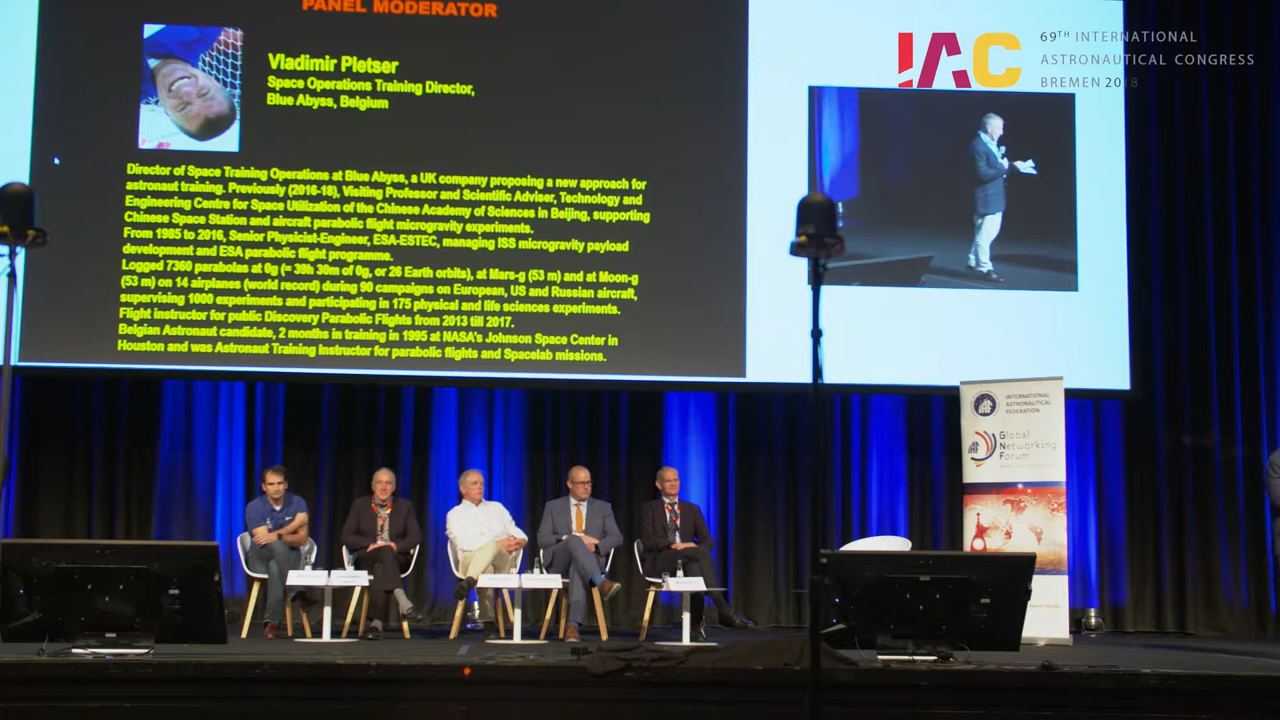 PANEL MODERATOR
Vladimir Pletser
Space Operations Training Director,
Blue Abyss, Belgium
Director of Space Training Operations at Blue Abyss, a UK company proposing a new approach for
astronaut training. Previously (2016-18), Visiting Professor and Scientific Adviser, Technology and
Engineering Centre for Space Utilization of the Chinese Academy of Sciences in Beijing, supporting
Chinese Space Station and aircraft parabolic flight microgravity experiments.
From 1985 to 2016, Senior Physicist-Engineer, ESA-ESTEC, managing ISS microgravity payload
development and ESA parabolic flight programme.
Logged 7360 parabolas at 0g (= 39h 30m of 0g, or 26 Earth orbits), at Mars-g (53 m) and at Moon-g
(53 m) on 14 airplanes (world record) during 90 campaigns on European, US and Russian aircraft,
supervising 1000 experiments and participating in 175 physical and life sciences experiments.
Flight instructor for public Discovery Parabolic Flights from 2013 till 2017.
Belgian Astronaut candidate, 2 months in training in 1995 at NASA's Johnson Space Center in
Houston and was Astronaut Training Instructor for parabolic flights and Spacelab missions.
IAC
69TH INTERNATIONAL
ASTRONAUTICAL CONGRESS
BREMEN 2018
IAF
INTERNATIONAL
ASTRONAUTICAL
FEDERATION
IAF
Global
Networking
Forum